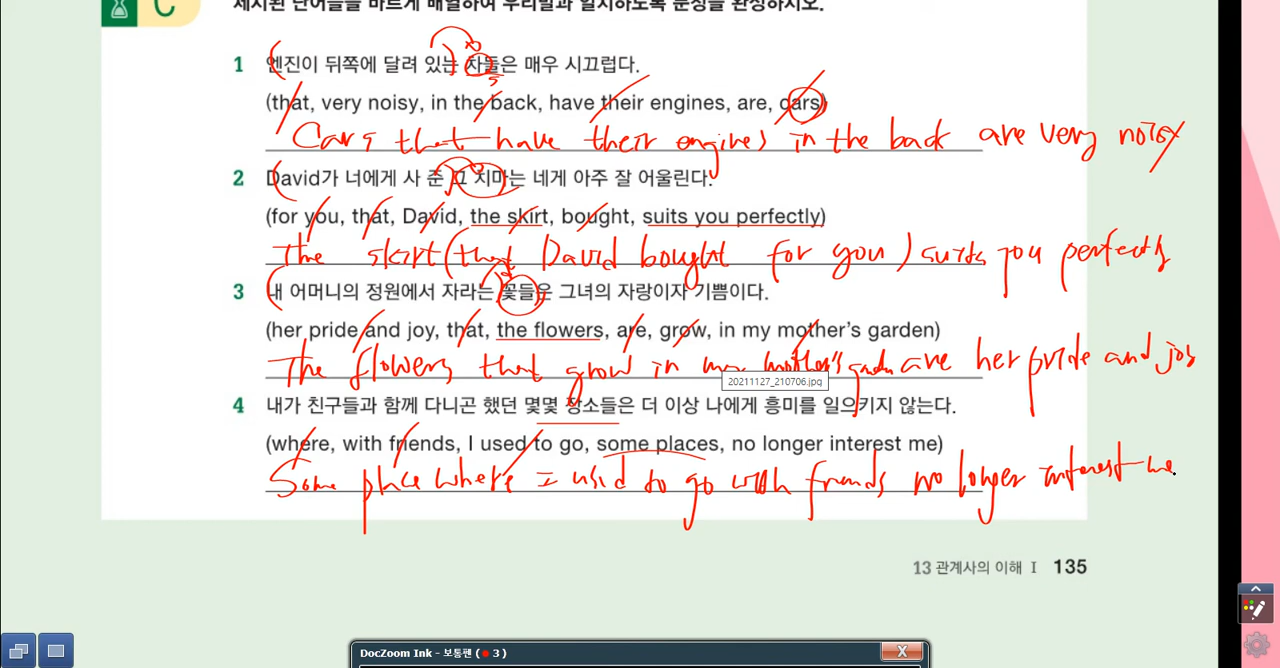 C
제시된 단어들을 바르게 배열하여 우리말과 일치하도록 문장을 완성하시오.
1 엔진이 뒤쪽에 달려 있는 차들은 매우 시끄럽다.
(that, very noisy, in the back, have their engines, are, cars)
Cars that have their engines in the back are very noisy
2 David가 너에게 사 준 그 치마는 네게 아주 잘 어울린다.
(for you, that, David, the skirt, bought, suits you perfectly)
The skirt (that David bought for you) suits you perfectly
3 내 어머니의 정원에서 자라는 꽃들은 그녀의 자랑이자 기쁨이다.
(her pride and joy, that, the flowers, are, grow, in my mother's garden)
The flowers that grow in my mother's garden are her pride and joy
20211127_210706.jpg
4 내가 친구들과 함께 다니곤 했던 몇몇 장소들은 더 이상 나에게 흥미를 일으키지 않는다.
(where, with friends, I used to go, some places, no longer interest me)
Some place where I used to go with friends no longer interest me
13 관계사의 이해 I 135
DocZoom Ink - 보통펜 ( 3 ) X